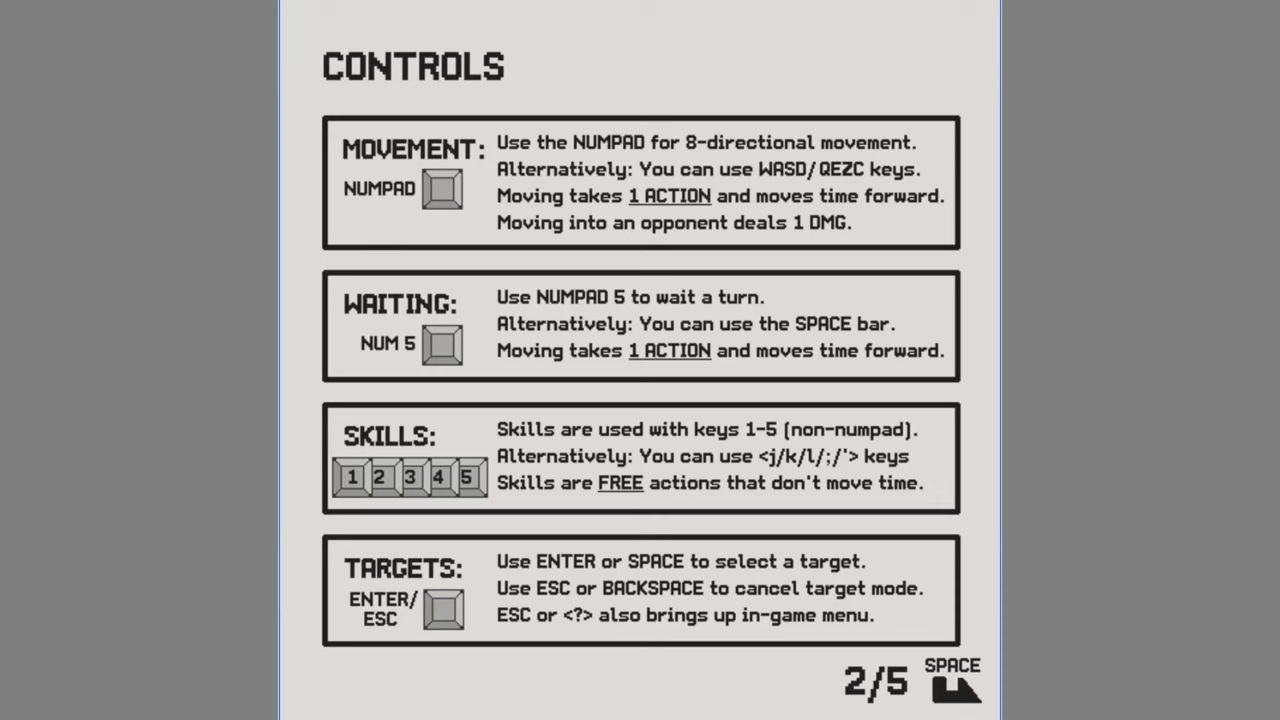 CONTROLS
MOVEMENT:
NUMPAD
Use the NUMPAD for 8-directional movement.
Alternatively: You can use WASD/QEZC keys.
Moving takes 1 ACTION and moves time forward.
Moving into an opponent deals 1 DMG.
WAITING:
NUM 5
Use NUMPAD 5 to wait a turn.
Alternatively: You can use the SPACE bar.
Moving takes 1 ACTION and moves time forward.
SKILLS:
1 2 3 4 5
Skills are used with keys 1-5 (non-numpad).
Alternatively: You can use <j/k/l/;/'> keys
Skills are FREE actions that don't move time.
TARGETS:
ENTER/
ESC
Use ENTER or SPACE to select a target.
Use ESC or BACKSPACE to cancel target mode.
ESC or <?> also brings up in-game menu.
2/5
SPACE